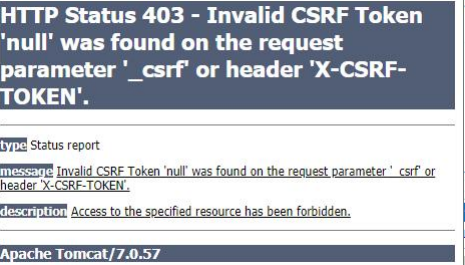 HTTP Status 403 - Invalid CSRF Token
'null' was found on the request
parameter '_csrf' or header 'X-CSRF-
TOKEN'.
type Status report
message Invalid CSRF Token 'null' was found on the request parameter '_csrf' or
header 'X-CSRF-TOKEN'.
description Access to the specified resource has been forbidden.
Apache Tomcat/7.0.57